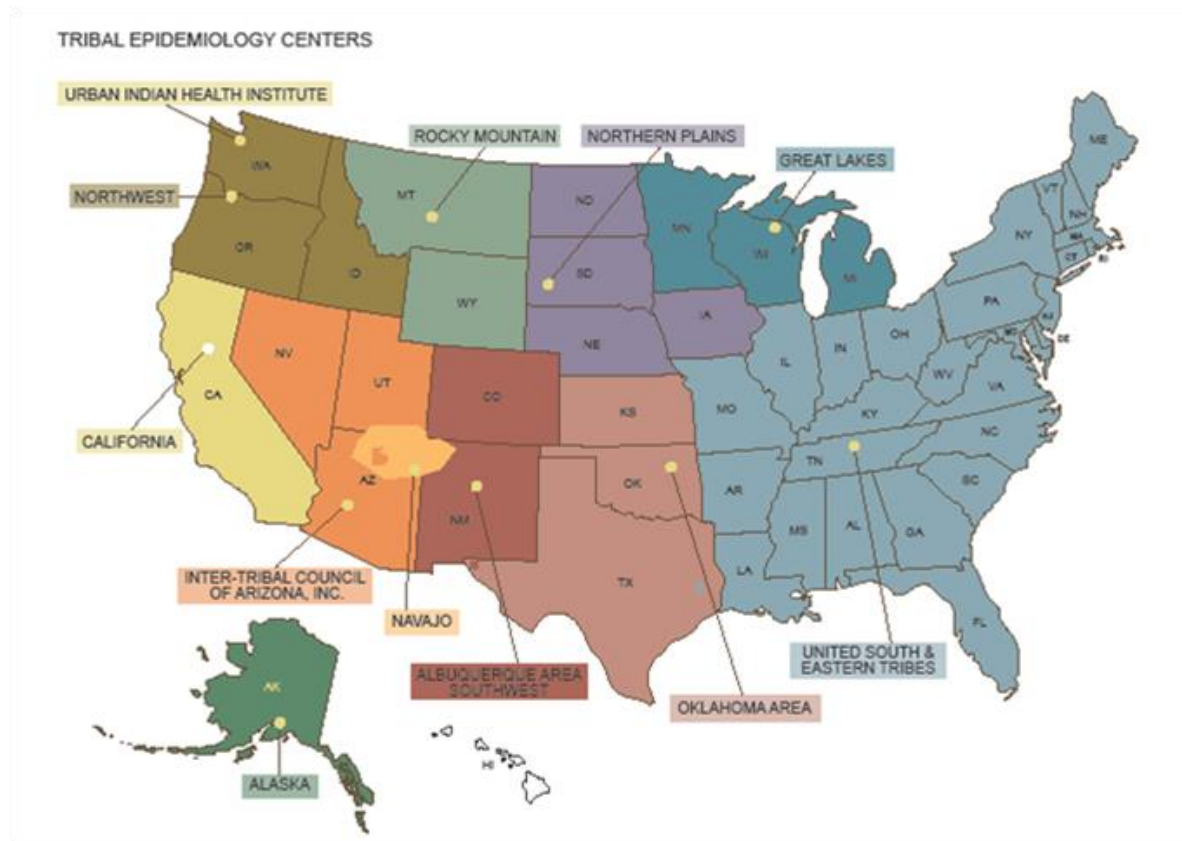 TRIBAL EPIDEMIOLOGY CENTERS
URBAN INDIAN HEALTH INSTITUTE
ROCKY MOUNTAIN
NORTHERN PLAINS
GREAT LAKES
NORTHWEST
WA
MT
ND
MN
ME
VT
NH
OR
ID
WY
SD
WI
MI
NY
MA
CT
RI
NE
IA
PA
NJ
NV
UT
CO
KS
IL
IN
OH
MD
DE
WV
VA
CA
CALIFORNIA
AZ
NM
OK
MO
KY
TN
NC
SC
AR
MS
AL
GA
LA
TX
FL
INTER-TRIBAL COUNCIL
OF ARIZONA, INC.
NAVAJO
ALBUQUERQUE AREA
SOUTHWEST
OKLAHOMA AREA
UNITED SOUTH &
EASTERN TRIBES
AK
ALASKA
HI